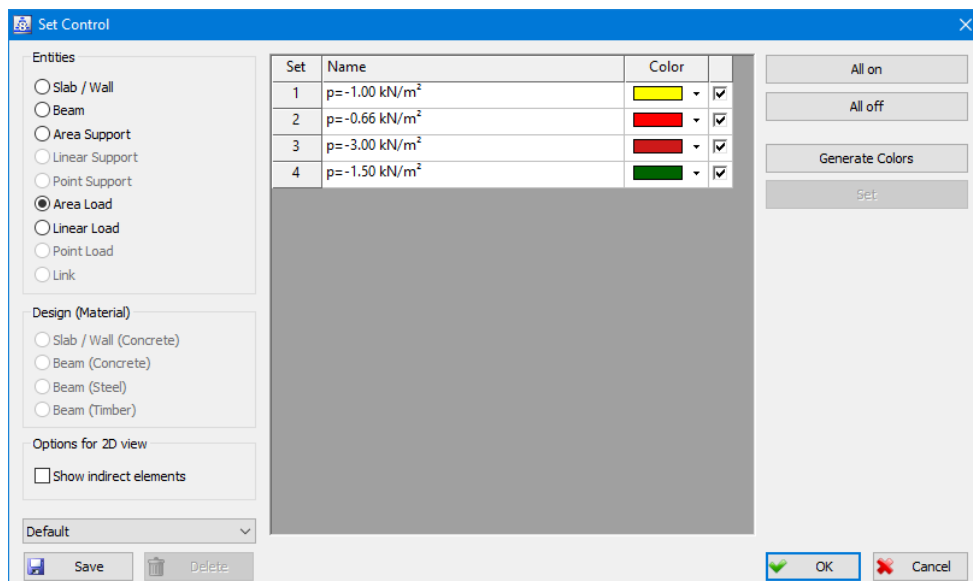 Set Control
Entities
Slab / Wall
Beam
Area Support
Linear Support
Point Support
Area Load
Linear Load
Point Load
Link
Design (Material)
Slab / Wall (Concrete)
Beam (Concrete)
Beam (Steel)
Beam (Timber)
Options for 2D view
Show indirect elements
Default
Save Delete
Set Name Color
1 p=-1.00 kN/m²
2 p=-0.66 kN/m²
3 p=-3.00 kN/m²
4 p=-1.50 kN/m²
All on
All off
Generate Colors
Set
OK Cancel